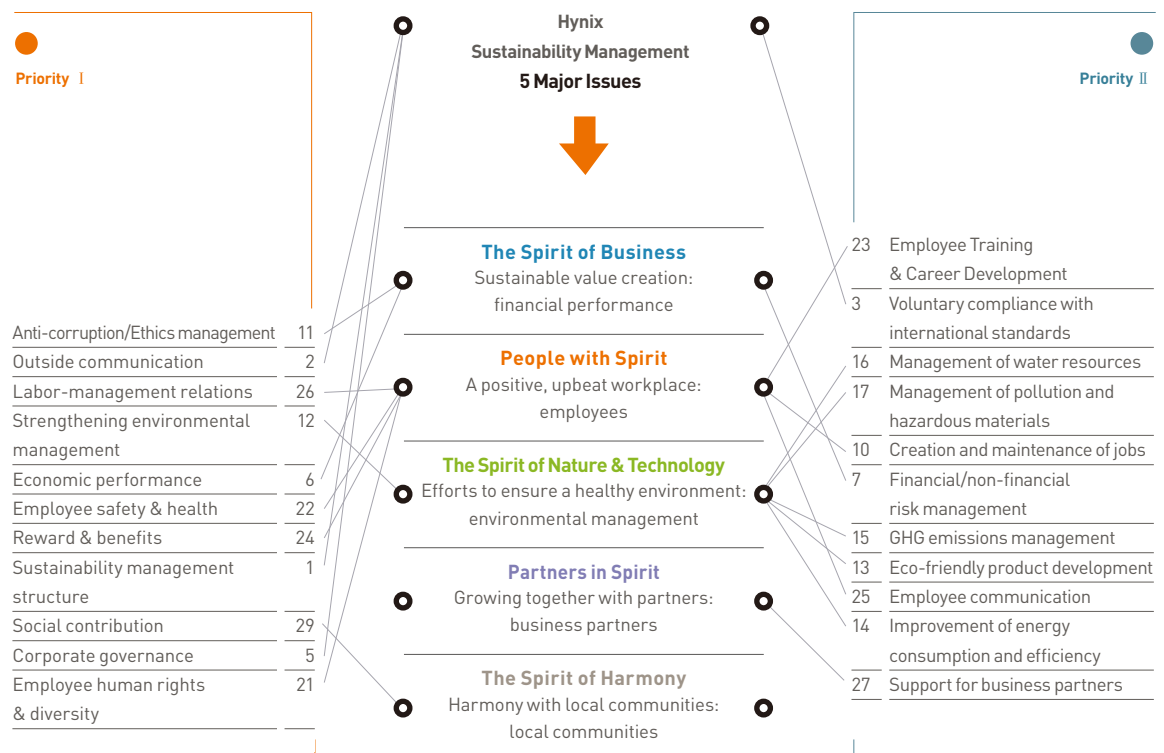 Priority Ⅰ
Anti-corruption/Ethics management 11
Outside communication 2
Labor-management relations 26
Strengthening environmental 12
management
Economic performance 6
Employee safety & health 22
Reward & benefits 24
Sustainability management 1
structure
Social contribution 29
Corporate governance 5
Employee human rights 21
& diversity
Hynix
Sustainability Management
5 Major Issues
The Spirit of Business
Sustainable value creation:
financial performance
People with Spirit
A positive, upbeat workplace:
employees
The Spirit of Nature & Technology
Efforts to ensure a healthy environment:
environmental management
Partners in Spirit
Growing together with partners:
business partners
The Spirit of Harmony
Harmony with local communities:
local communities
Priority Ⅱ
23 Employee Training
& Career Development
3 Voluntary compliance with
international standards
16 Management of water resources
17 Management of pollution and
hazardous materials
10 Creation and maintenance of jobs
7 Financial/non-financial
risk management
15 GHG emissions management
13 Eco-friendly product development
25 Employee communication
14 Improvement of energy
consumption and efficiency
27 Support for business partners